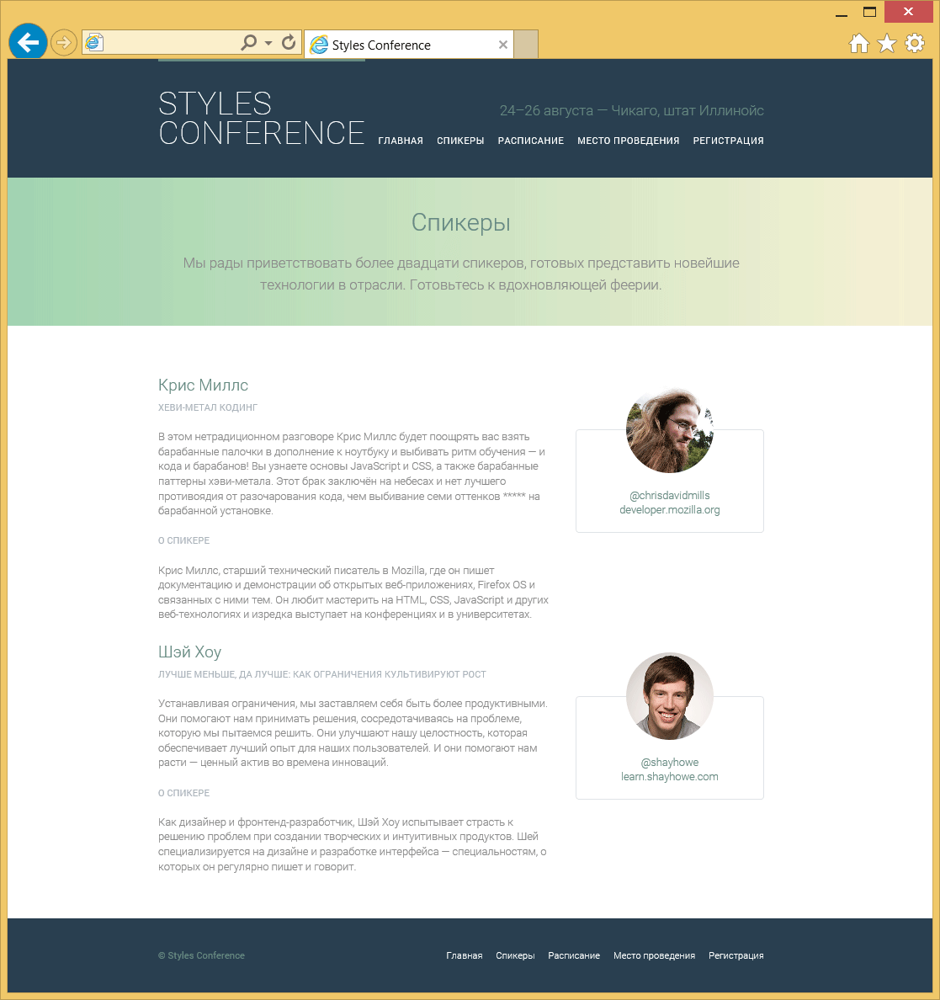 Styles Conference
STYLES
CONFERENCE
24–26 августа — Чикаго, штат Иллинойс
ГЛАВНАЯ СПИКЕРЫ РАСПИСАНИЕ МЕСТО ПРОВЕДЕНИЯ РЕГИСТРАЦИЯ
Спикеры
Мы рады приветствовать более двадцати спикеров, готовых представить новейшие
технологии в отрасли. Готовьтесь к вдохновляющей феерии.
Крис Миллс
ХЕВИ-МЕТАЛ КОДИНГ
В этом нетрадиционном разговоре Крис Миллс будет поощрять вас взять
барабанные палочки в дополнение к ноутбуку и выбивать ритм обучения — и
кода и барабанов! Вы узнаете основы JavaScript и CSS, а также барабанные
паттерны хэви-метала. Этот брак заключён на небесах и нет лучшего
противоядия от разочарования кода, чем выбивание семи оттенков ***** на
барабанной установке.
@chrisdavidmills
developer.mozilla.org
О СПИКЕРЕ
Крис Миллс, старший технический писатель в Mozilla, где он пишет
документацию и демонстрации об открытых веб-приложениях, Firefox OS и
связанных с ними тем. Он любит мастерить на HTML, CSS, JavaScript и других
веб-технологиях и изредка выступает на конференциях и в университетах.
Шэй Хоу
ЛУЧШЕ МЕНЬШЕ, ДА ЛУЧШЕ: КАК ОГРАНИЧЕНИЯ КУЛЬТИВИРУЮТ РОСТ
Устанавливая ограничения, мы заставляем себя быть более продуктивными.
Они помогают нам принимать решения, сосредотачиваясь на проблеме,
которую мы пытаемся решить. Они улучшают нашу целостность, которая
обеспечивает лучший опыт для наших пользователей. И они помогают нам
расти — ценный актив во времена инноваций.
@shayhowe
learn.shayhowe.com
О СПИКЕРЕ
Как дизайнер и фронтенд-разработчик, Шэй Хоу испытывает страсть к
решению проблем при создании творческих и интуитивных продуктов. Шей
специализируется на дизайне и разработке интерфейса — специальностям, о
которых он регулярно пишет и говорит.
© Styles Conference
Главная Спикеры Расписание Место проведения Регистрация